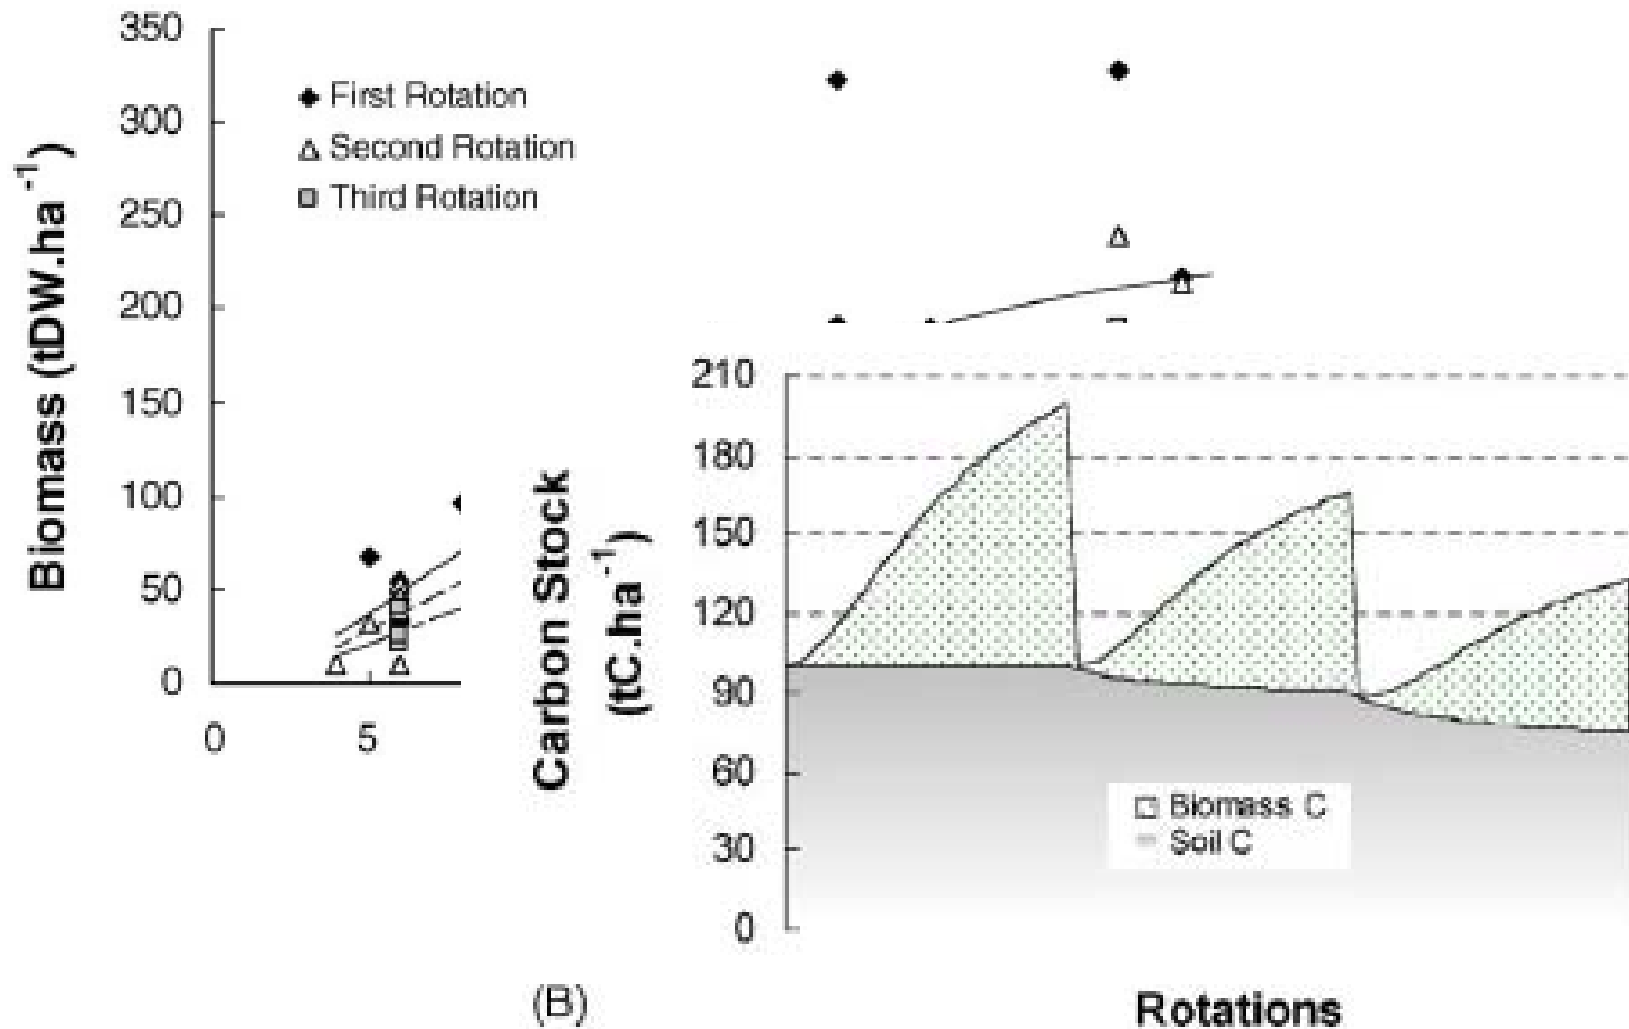 350
300
250
200
150
100
50
0
Biomass (tDW.ha⁻¹)
First Rotation
Second Rotation
Third Rotation
0
5
210
180
150
120
90
60
30
0
Carbon Stock
(tC.ha⁻¹)
Biomass C
Soil C
(B)
Rotations